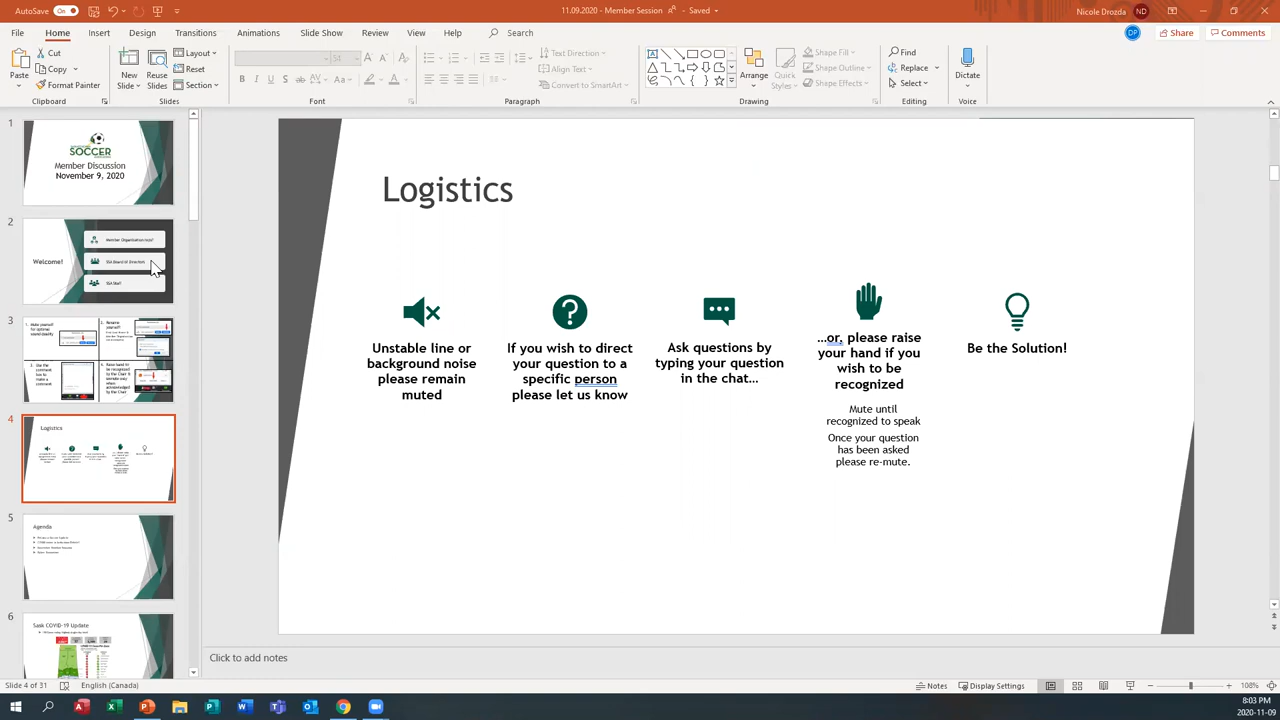 AutoSave On 11.09.2020 - Member Session - Saved Nicole Drozda ND
File Home Insert Design Transitions Animations Slide Show Review View Help Search DP Share Comments
Cut
Copy
Format Painter
Paste
Clipboard
New Slide
Reuse Slides
Layout
Reset
Section
Slides
54
Font
Text Direction
Align Text
Convert to SmartArt
Paragraph
Arrange
Quick Styles
Shape Fill
Shape Outline
Shape Effects
Drawing
Find
Replace
Select
Editing
Dictate
Voice
1
SOCCER
Member Discussion
November 9, 2020
2
Welcome!
SSA Board of Directors
SSA Staff
3
4
Logistics
5
Agenda
6
Sask COVID-19 Update
Logistics
Unstable line or
background noise
please remain
muted
If you wish to direct
your question to a
specific person
please let us know
Ask questions by
typing your question
in the chat…
…or, please raise
your hand if you
wish to be
recognized
Mute until
recognized to speak
Once your question
has been asked
please re-mute.
Be the Solution!
Click to add notes
Slide 4 of 31 English (Canada) Notes Display Settings 108%
8:03 PM
2020-11-09